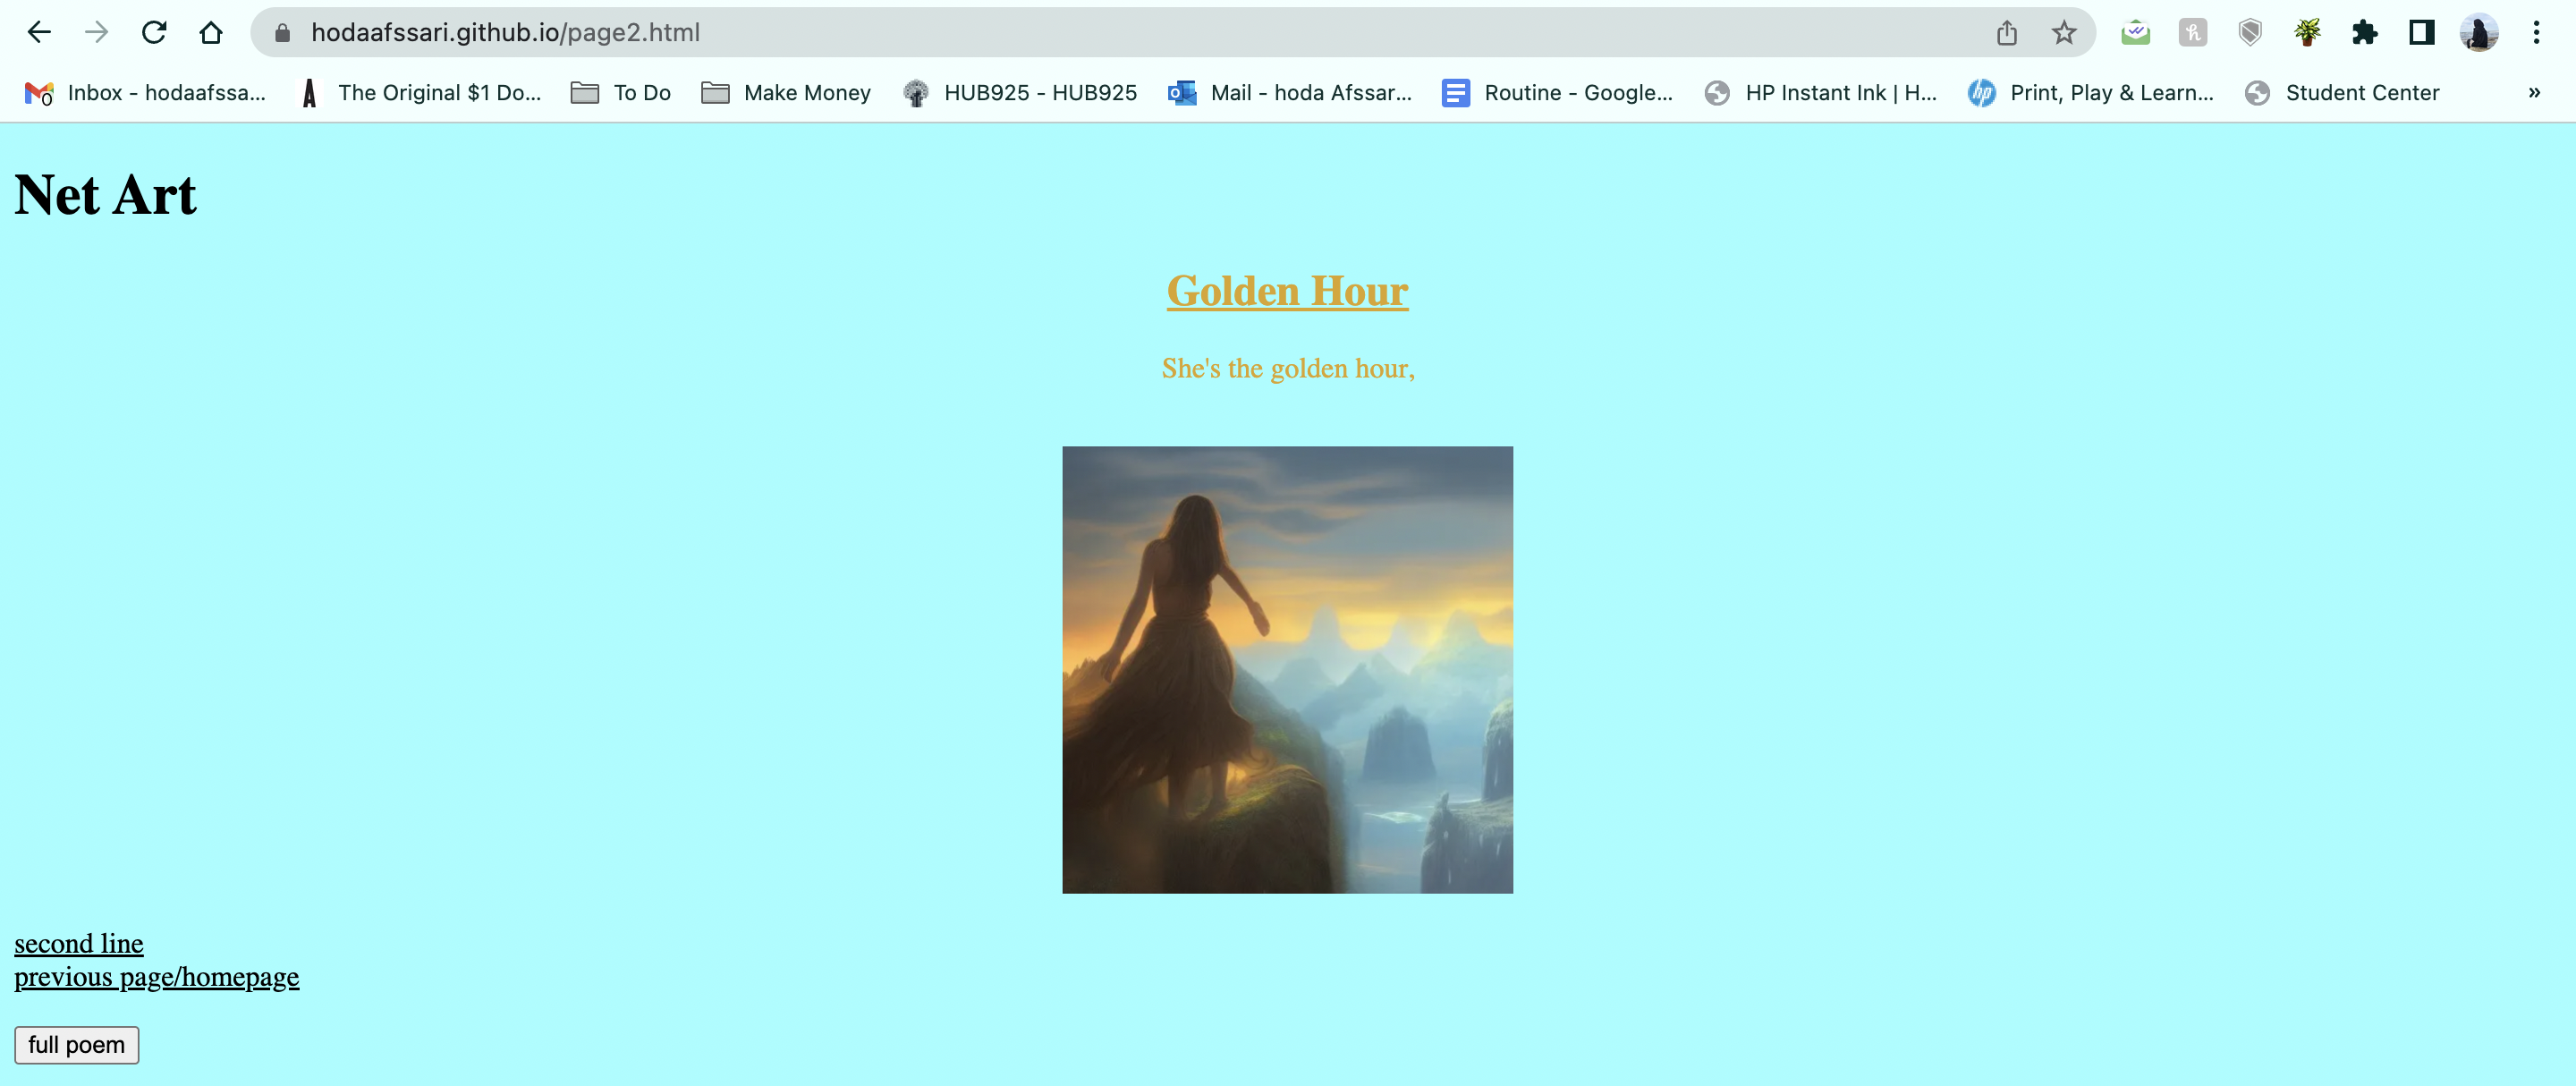 hodaafssari.github.io/page2.html
Inbox - hodaafssa... The Original $1 Do... To Do Make Money HUB925 - HUB925 Mail - hoda Afssar... Routine - Google... HP Instant Ink | H... Print, Play & Learn... Student Center »
Net Art
Golden Hour
She's the golden hour,
second line
previous page/homepage
full poem